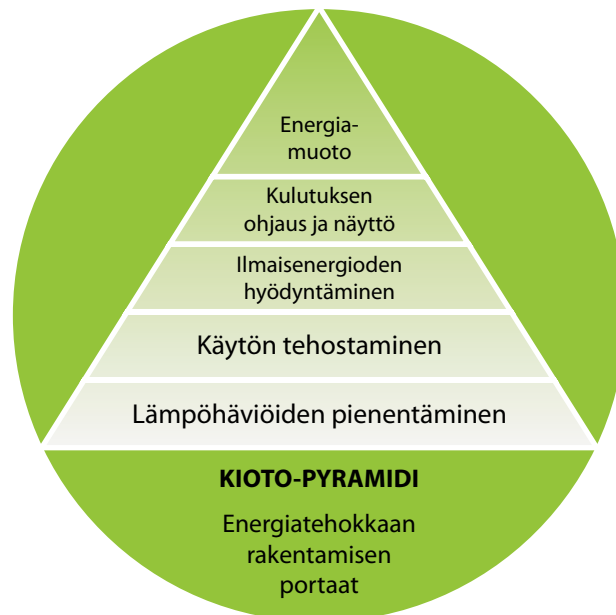 Energia-
muoto
Kulutuksen
ohjaus ja näyttö
Ilmaisenergioden
hyödyntäminen
Käytön tehostaminen
Lämpöhäviöiden pienentäminen
KIOTO-PYRAMIDI
Energiatehokkaan
rakentamisen
portaat